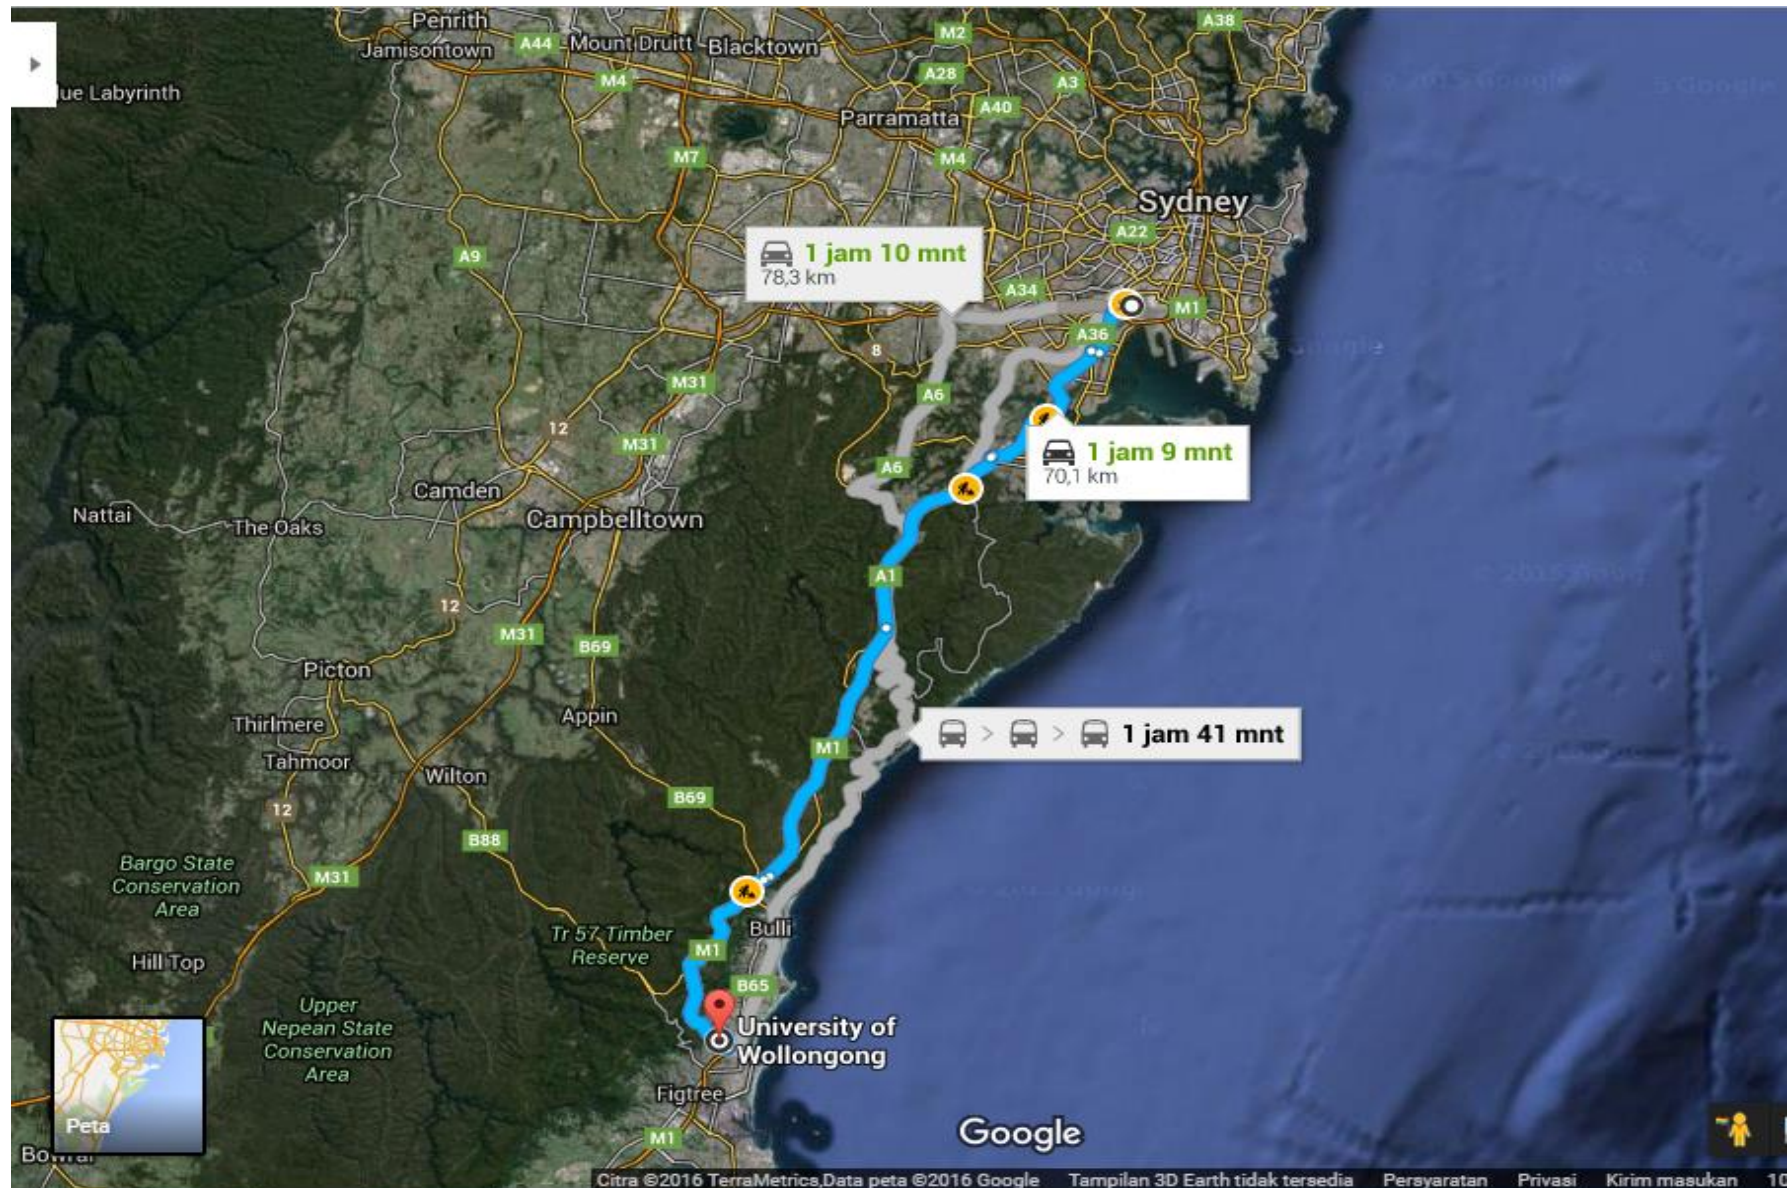 Penrith
A38
Jamisontown
A44
Mount Druitt
Blacktown
M2
M4
A28
A3
ue Labyrinth
A40
Parramatta
M7
M4
Sydney
A22
A9
1 jam 10 mnt
78,3 km
A34
M1
A36
8
M31
A6
12
M31
1 jam 9 mnt
70,1 km
A6
Camden
Nattai
The Oaks
Campbelltown
A1
12
M31
B69
Picton
Appin
Thirlmere
Tahmoor
Wilton
> > 1 jam 41 mnt
M1
12
B69
B88
Bargo State
Conservation
Area
M31
Tr 57 Timber
Reserve
Bulli
M1
Hill Top
B65
Upper
Nepean State
Conservation
Area
University of
Wollongong
Figtree
Peta
M1
Google
Citra ©2016 TerraMetrics,Data peta ©2016 Google Tampilan 3D Earth tidak tersedia Persyaratan Privasi Kirim masukan 10